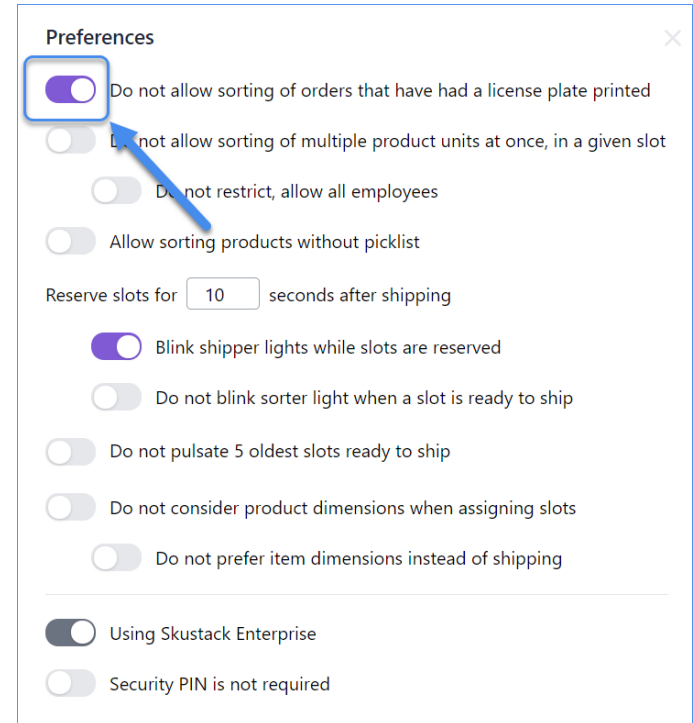 Preferences
Do not allow sorting of orders that have had a license plate printed
Do not allow sorting of multiple product units at once, in a given slot
Do not restrict, allow all employees
Allow sorting products without picklist
Reserve slots for 10 seconds after shipping
Blink shipper lights while slots are reserved
Do not blink sorter light when a slot is ready to ship
Do not pulsate 5 oldest slots ready to ship
Do not consider product dimensions when assigning slots
Do not prefer item dimensions instead of shipping
Using Skustack Enterprise
Security PIN is not required